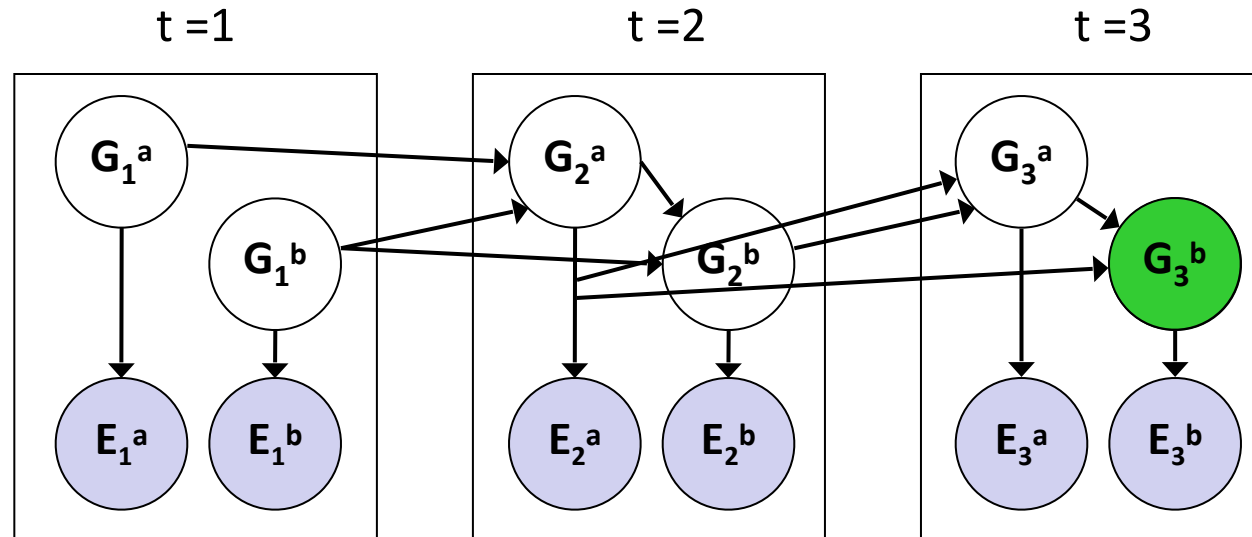 t =1 t =2 t =3
G₁ᵃ G₂ᵃ G₃ᵃ
G₁ᵇ G₂ᵇ G₃ᵇ
E₁ᵃ E₁ᵇ E₂ᵃ E₂ᵇ E₃ᵃ E₃ᵇ